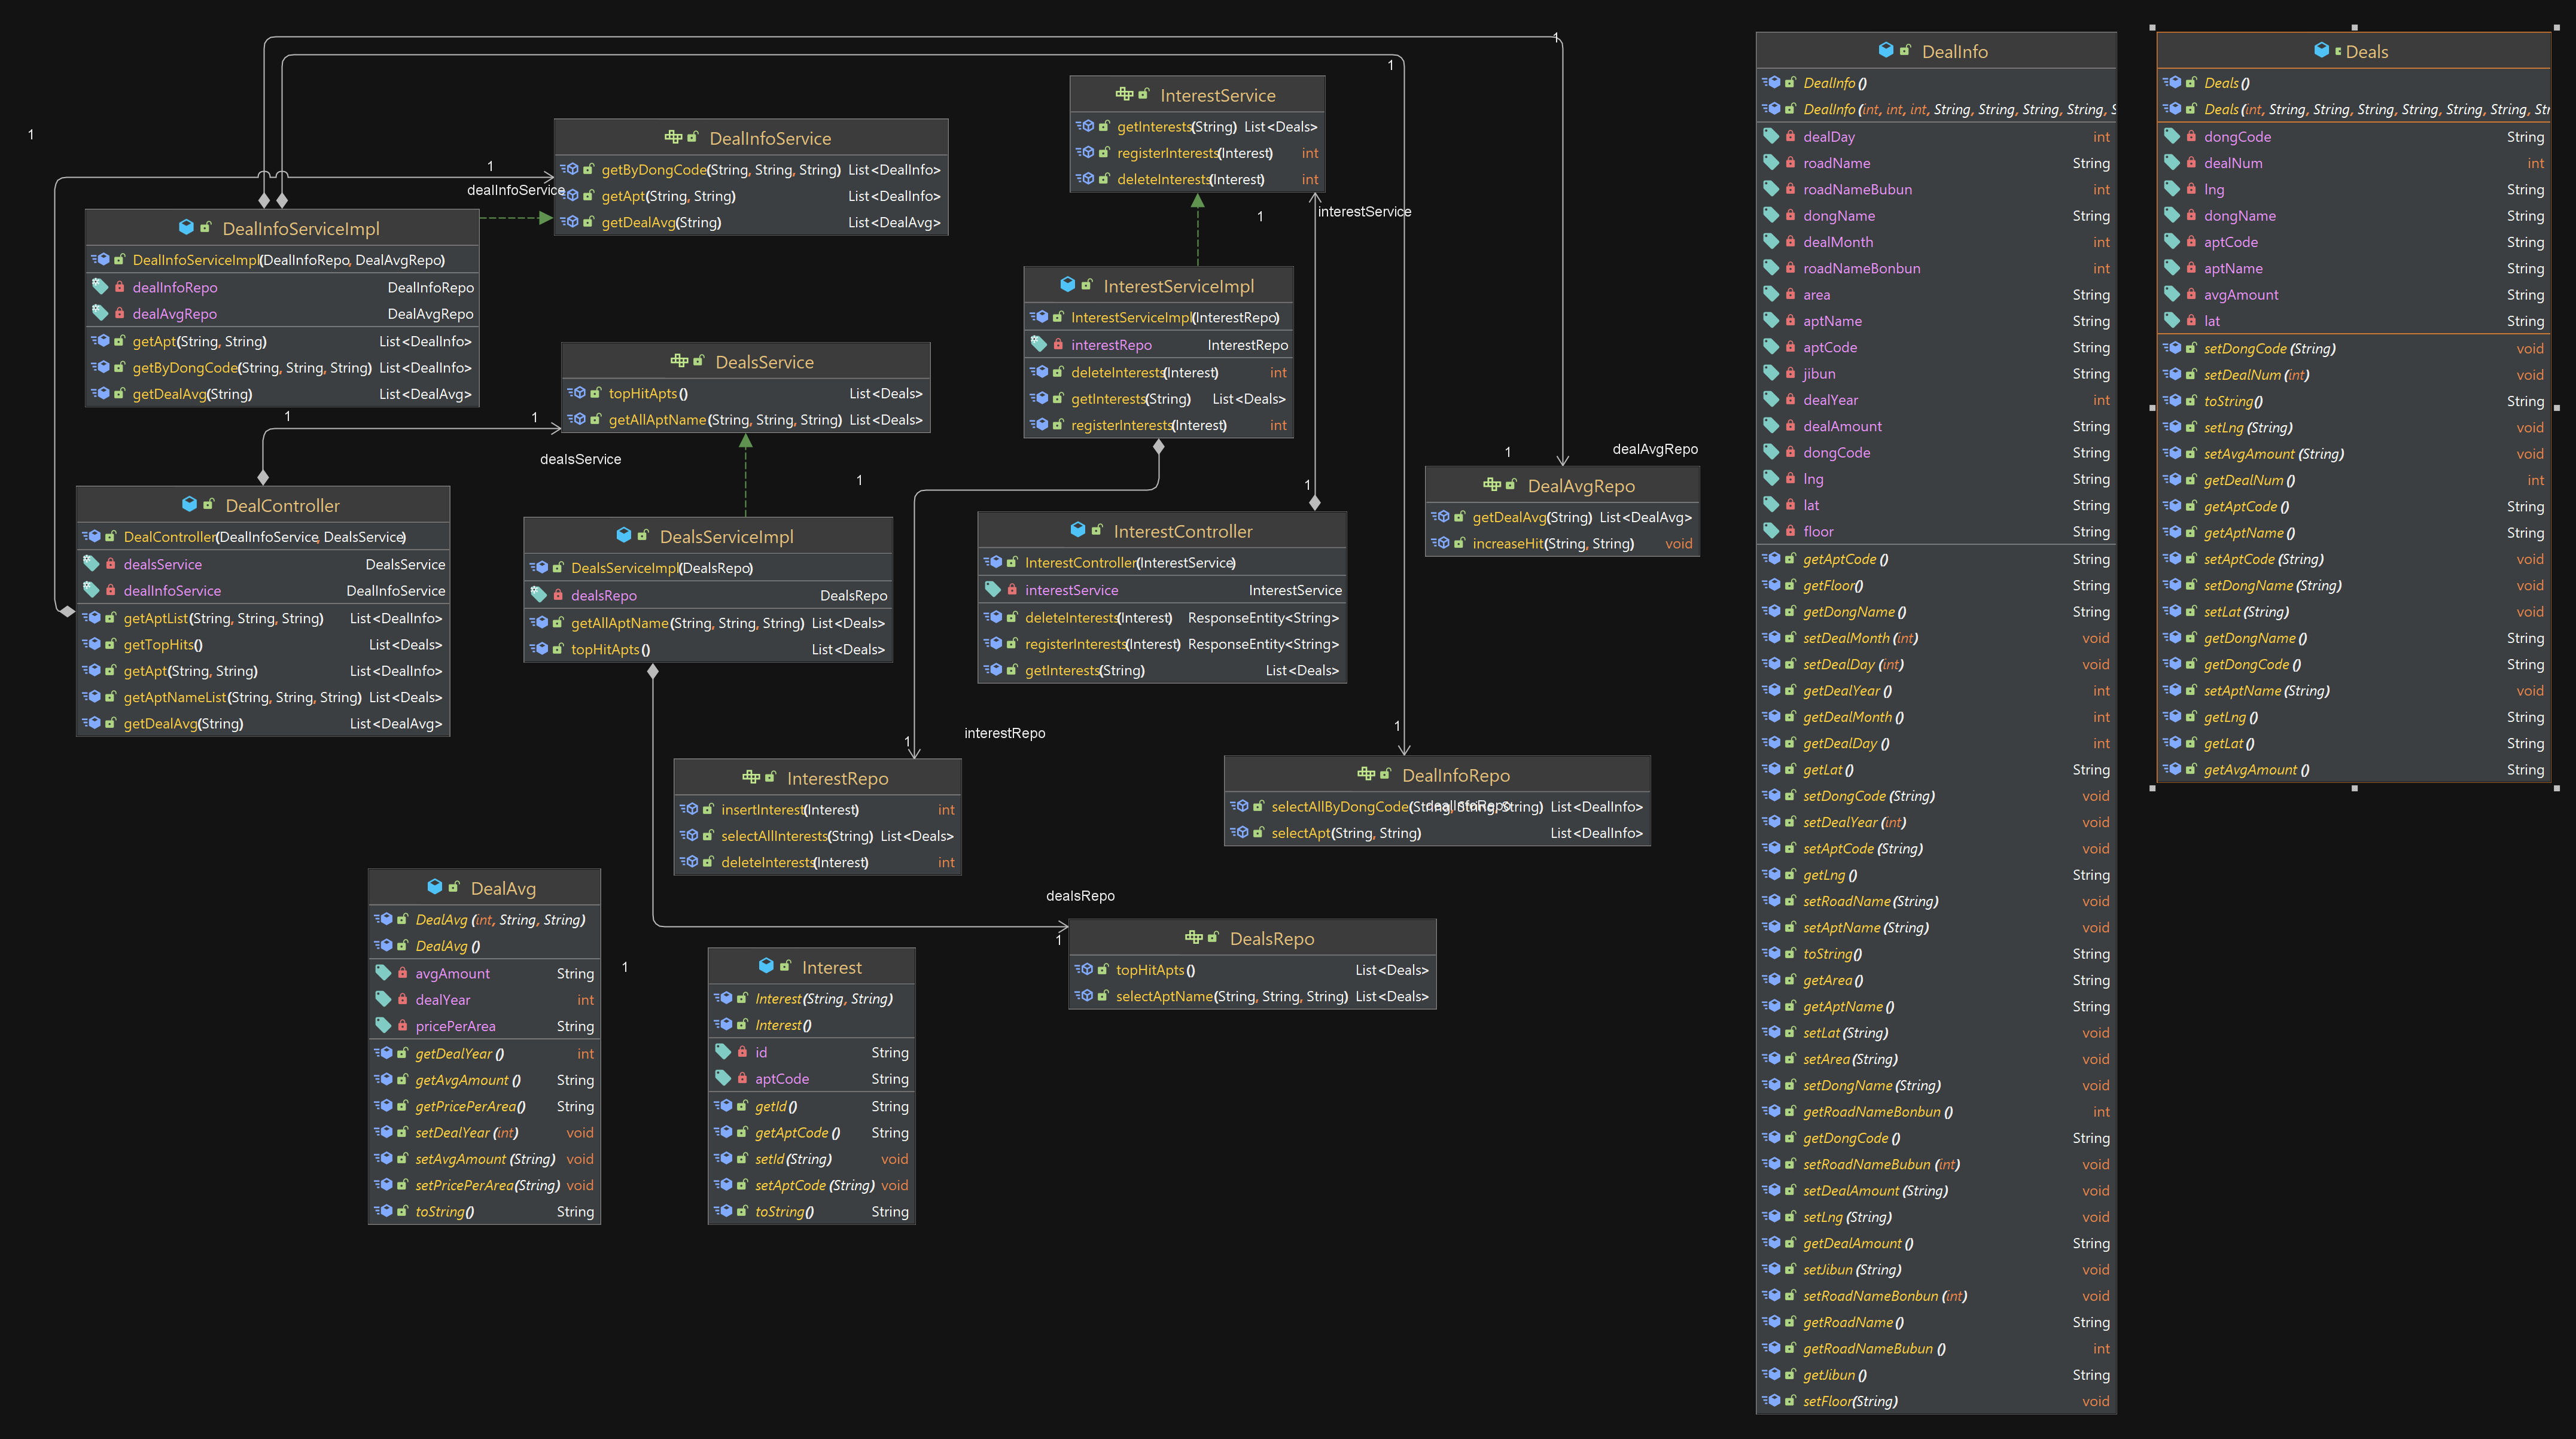 1
1
1
1
dealInfoService
DealInfoService
getByDongCode(String, String, String) List<DealInfo>
getApt(String, String) List<DealInfo>
getDealAvg(String) List<DealAvg>
InterestService
getInterests(String) List<Deals>
registerInterests(Interest) int
deleteInterests(Interest) int
1
interestService
DealInfoServiceImpl
DealInfoServiceImpl(DealInfoRepo, DealAvgRepo)
dealInfoRepo DealInfoRepo
dealAvgRepo DealAvgRepo
getApt(String, String) List<DealInfo>
getByDongCode(String, String, String) List<DealInfo>
getDealAvg(String) List<DealAvg>
1
1
dealsService
DealsService
topHitApts() List<Deals>
getAllAptName(String, String, String) List<Deals>
InterestServiceImpl
InterestServiceImpl(InterestRepo)
interestRepo InterestRepo
deleteInterests(Interest) int
getInterests(String) List<Deals>
registerInterests(Interest) int
1
1
1
dealAvgRepo
DealAvgRepo
getDealAvg(String) List<DealAvg>
increaseHit(String, String) void
DealController
DealController(DealInfoService, DealsService)
dealsService DealsService
dealInfoService DealInfoService
getAptList(String, String, String) List<DealInfo>
getTopHits() List<Deals>
getApt(String, String) List<DealInfo>
getAptNameList(String, String, String) List<Deals>
getDealAvg(String) List<DealAvg>
DealsServiceImpl
DealsServiceImpl(DealsRepo)
dealsRepo DealsRepo
getAllAptName(String, String, String) List<Deals>
topHitApts() List<Deals>
InterestController
InterestController(InterestService)
interestService InterestService
deleteInterests(Interest) ResponseEntity<String>
registerInterests(Interest) ResponseEntity<String>
getInterests(String) List<Deals>
1
interestRepo
1
InterestRepo
insertInterest(Interest) int
selectAllInterests(String) List<Deals>
deleteInterests(Interest) int
DealInfoRepo
selectAllByDongCode(String, String, String) List<DealInfo>
dealInfoRepo
selectApt(String, String) List<DealInfo>
dealsRepo
1
1
DealsRepo
topHitApts() List<Deals>
selectAptName(String, String, String) List<Deals>
DealAvg
DealAvg(int, String, String)
DealAvg()
avgAmount String
dealYear int
pricePerArea String
getDealYear() int
getAvgAmount() String
getPricePerArea() String
setDealYear(int) void
setAvgAmount(String) void
setPricePerArea(String) void
toString() String
Interest
Interest(String, String)
Interest()
id String
aptCode String
getId() String
getAptCode() String
setId(String) void
setAptCode(String) void
toString() String
DealInfo
DealInfo()
DealInfo(int, int, int, String, String, String, String, S
dealDay int
roadName String
roadNameBubun int
dongName String
dealMonth int
roadNameBonbun int
area String
aptName String
aptCode String
jibun String
dealYear int
dealAmount String
dongCode String
lng String
lat String
floor String
getAptCode() String
getFloor() String
getDongName() String
setDealMonth(int) void
setDealDay(int) void
getDealYear() int
getDealMonth() int
getDealDay() int
getLat() String
setDongCode(String) void
setDealYear(int) void
setAptCode(String) void
getLng() String
setRoadName(String) void
setAptName(String) void
toString() String
getArea() String
getAptName() String
setLat(String) void
setArea(String) void
setDongName(String) void
getRoadNameBonbun() int
getDongCode() String
setRoadNameBubun(int) void
setDealAmount(String) void
setLng(String) void
getDealAmount() String
setJibun(String) void
setRoadNameBonbun(int) void
getRoadName() String
getRoadNameBubun() int
getJibun() String
setFloor(String) void
Deals
Deals()
Deals(int, String, String, String, String, String, String, Str
dongCode String
dealNum int
lng String
dongName String
aptCode String
aptName String
avgAmount String
lat String
setDongCode(String) void
setDealNum(int) void
toString() String
setLng(String) void
setAvgAmount(String) void
getDealNum() int
getAptCode() String
getAptName() String
setAptCode(String) void
setDongName(String) void
setLat(String) void
getDongName() String
getDongCode() String
setAptName(String) void
getLng() String
getLat() String
getAvgAmount() String